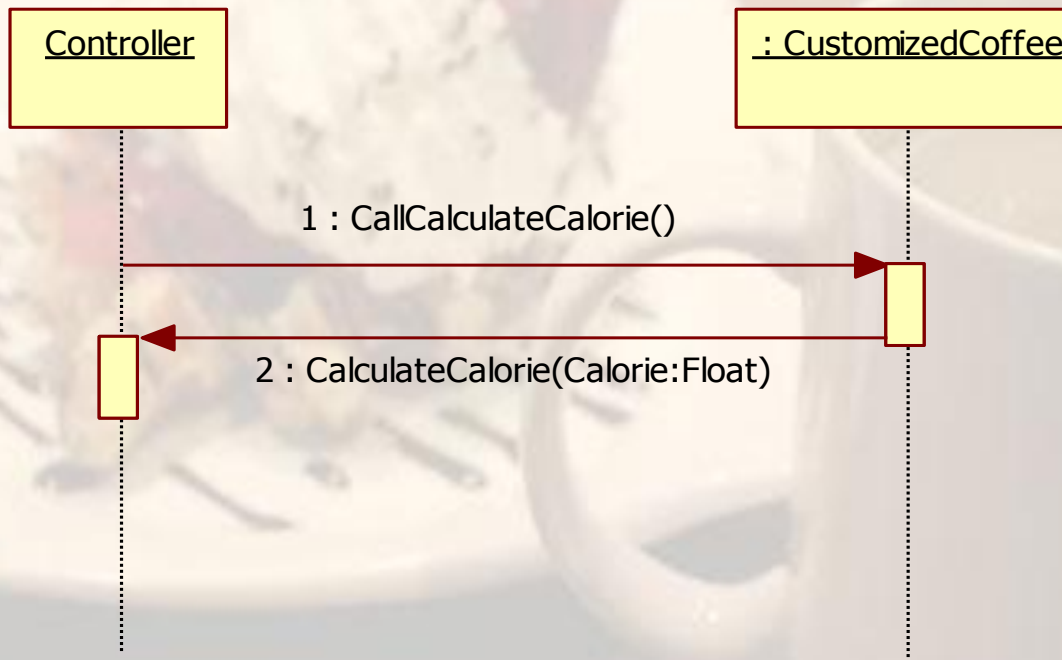 Controller
: CustomizedCoffee
1 : CallCalculateCalorie()
2 : CalculateCalorie(Calorie:Float)